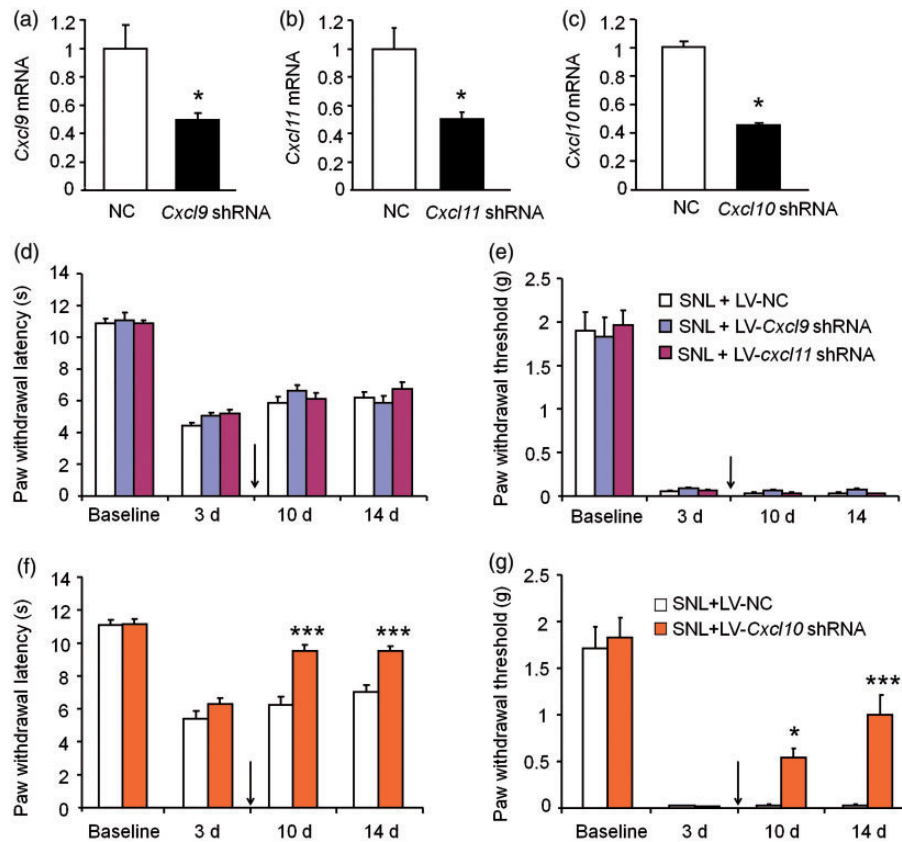 (a)
1.2
1
0.8
0.6
0.4
0.2
0
Cxcl9 mRNA
*
NC
Cxcl9 shRNA
(b)
1.2
1
0.8
0.6
0.4
0.2
0
Cxcl11 mRNA
*
NC
Cxcl11 shRNA
(c)
1.2
1
0.8
0.6
0.4
0.2
0
Cxcl10 mRNA
*
NC
Cxcl10 shRNA
(d)
14
12
10
8
6
4
2
0
Paw withdrawal latency (s)
Baseline
3 d
10 d
14 d
(e)
2.5
2
1.5
1
0.5
0
Paw withdrawal threshold (g)
SNL + LV-NC
SNL + LV-Cxcl9 shRNA
SNL + LV-cxcl11 shRNA
Baseline
3 d
10 d
14
(f)
14
12
10
8
6
4
2
0
Paw withdrawal latency (s)
***
***
Baseline
3 d
10 d
14 d
(g)
2.5
2
1.5
1
0.5
0
Paw withdrawal threshold (g)
SNL+LV-NC
SNL+LV-Cxcl10 shRNA
*
***
Baseline
3 d
10 d
14 d